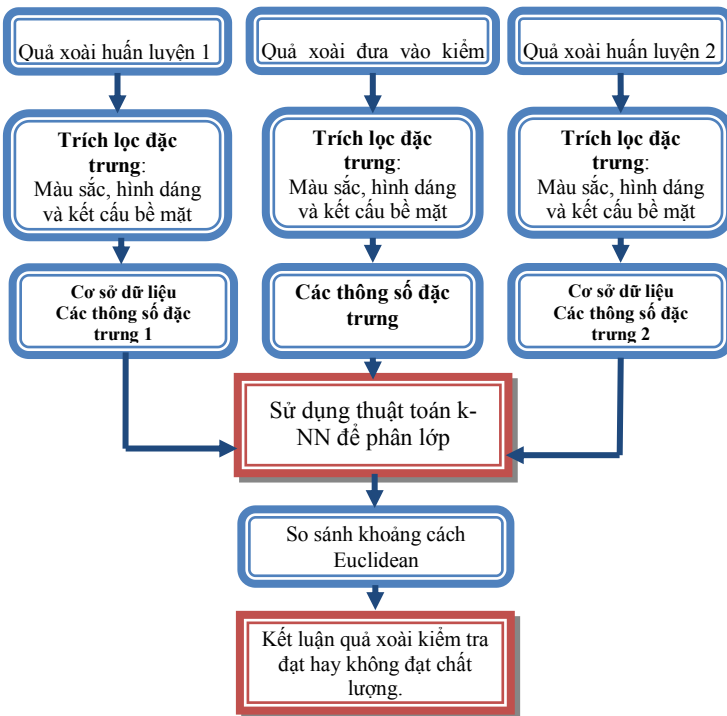 Quả xoài huấn luyện 1
Quả xoài đưa vào kiểm
Quả xoài huấn luyện 2
Trích lọc đặc
trưng:
Màu sắc, hình dáng
và kết cấu bề mặt
Trích lọc đặc
trưng:
Màu sắc, hình dáng
và kết cấu bề mặt
Trích lọc đặc
trưng:
Màu sắc, hình dáng
và kết cấu bề mặt
Cơ sở dữ liệu
Các thông số đặc
trưng 1
Các thông số đặc
trưng
Cơ sở dữ liệu
Các thông số đặc
trưng 2
Sử dụng thuật toán k-
NN để phân lớp
So sánh khoảng cách
Euclidean
Kết luận quả xoài kiểm tra
đạt hay không đạt chất
lượng.